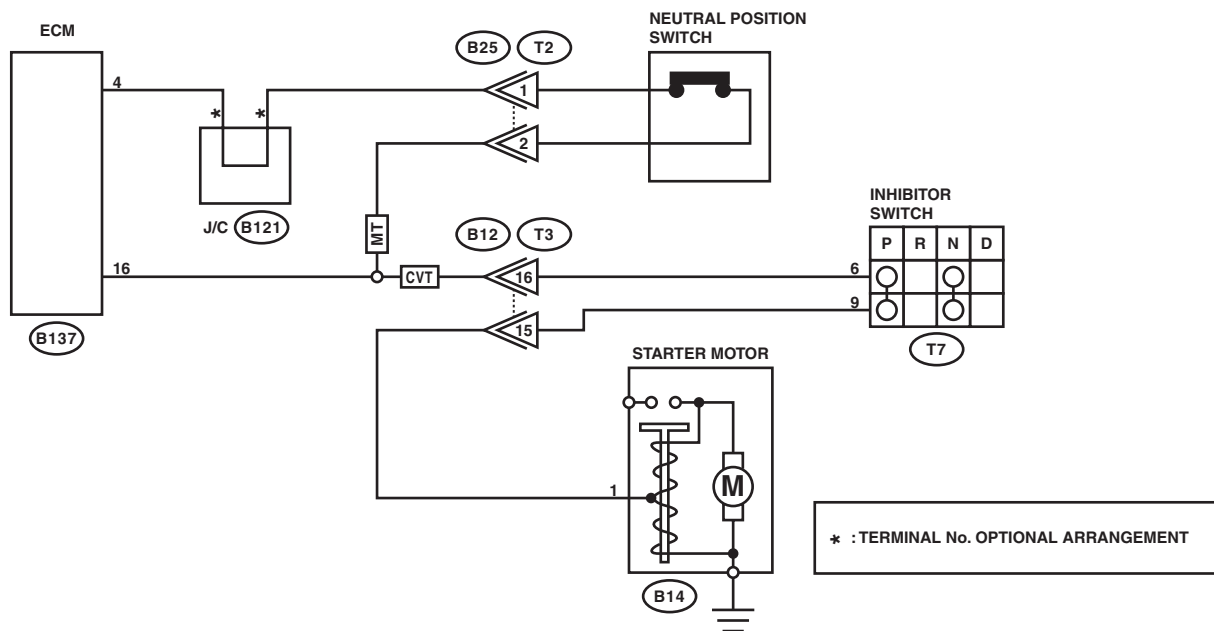 ECM
NEUTRAL POSITION
SWITCH
B25 T2
4
1
* *
2
J/C B121
MT
B12 T3
INHIBITOR
SWITCH
P R N D
16
CVT
16
6
9
15
B137
T7
STARTER MOTOR
M
1
* : TERMINAL No. OPTIONAL ARRANGEMENT
B14